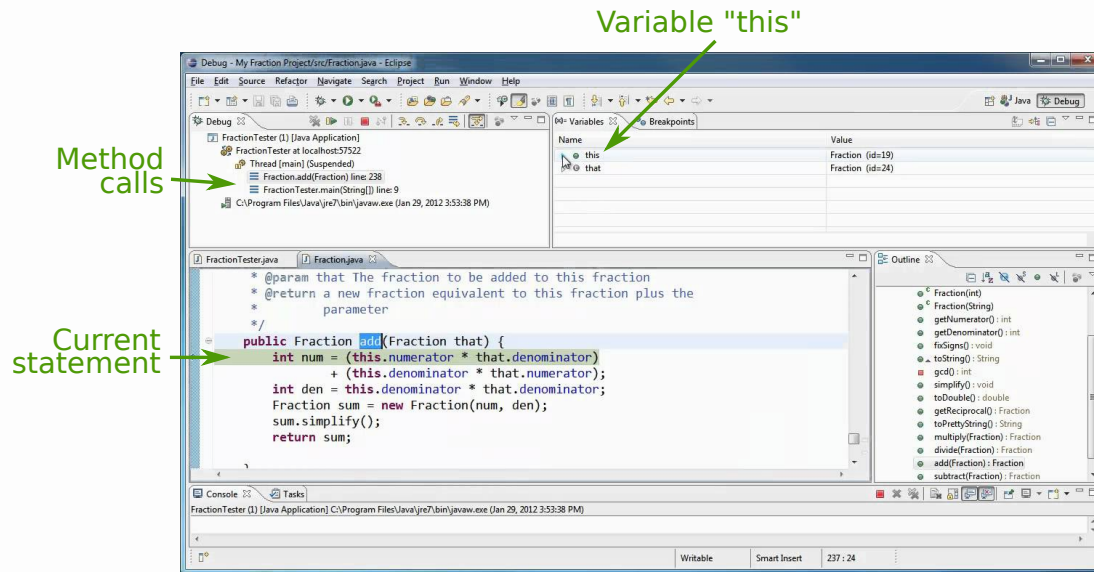 Variable "this"
Debug - My Fraction Project/src/Fraction.java - Eclipse
File Edit Source Refactor Navigate Search Project Run Window Help
Java Debug
Debug
FractionTester (1) [Java Application]
FractionTester at localhost:57522
Thread [main] (Suspended)
Fraction.add(Fraction) line: 238
FractionTester.main(String[]) line: 9
C:\Program Files\Java\jre7\bin\javaw.exe (Jan 29, 2012 3:53:38 PM)
Method
calls
(x)= Variables Breakpoints
Name Value
this Fraction (id=19)
that Fraction (id=24)
FractionTester.java Fraction.java
* @param that The fraction to be added to this fraction
* @return a new fraction equivalent to this fraction plus the
* parameter
*/
public Fraction add(Fraction that) {
int num = (this.numerator * that.denominator)
+ (this.denominator * that.numerator);
int den = this.denominator * that.denominator;
Fraction sum = new Fraction(num, den);
sum.simplify();
return sum;
}
Current
statement
Outline
Fraction(int)
Fraction(String)
getNumerator() : int
getDenominator() : int
fixSigns() : void
toString() : String
gcd() : int
simplify() : void
toDouble() : double
getReciprocal() : Fraction
toPrettyString() : String
multiply(Fraction) : Fraction
divide(Fraction) : Fraction
add(Fraction) : Fraction
subtract(Fraction) : Fraction
Console Tasks
FractionTester (1) [Java Application] C:\Program Files\Java\jre7\bin\javaw.exe (Jan 29, 2012 3:53:38 PM)
Writable Smart Insert 237 : 24